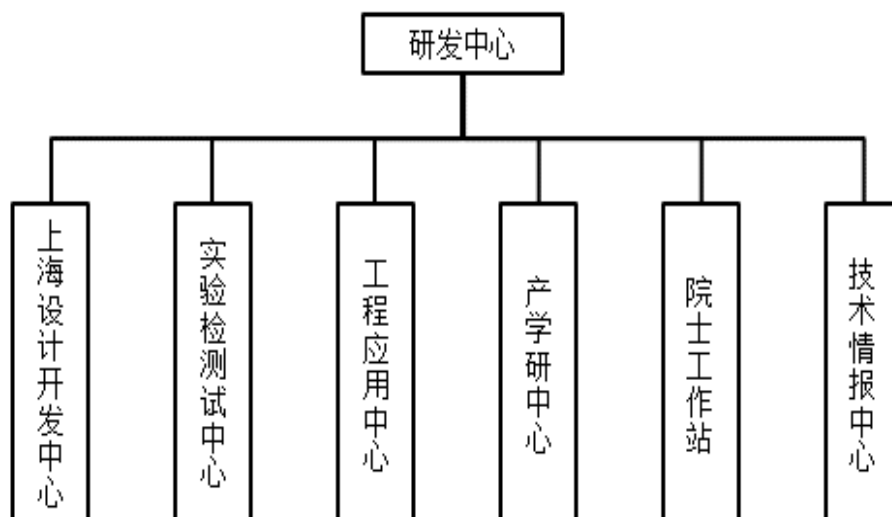 研发中心
上海设计开发中心
实验检测试中心
工程应用中心
产学研中心
院士工作站
技术情报中心